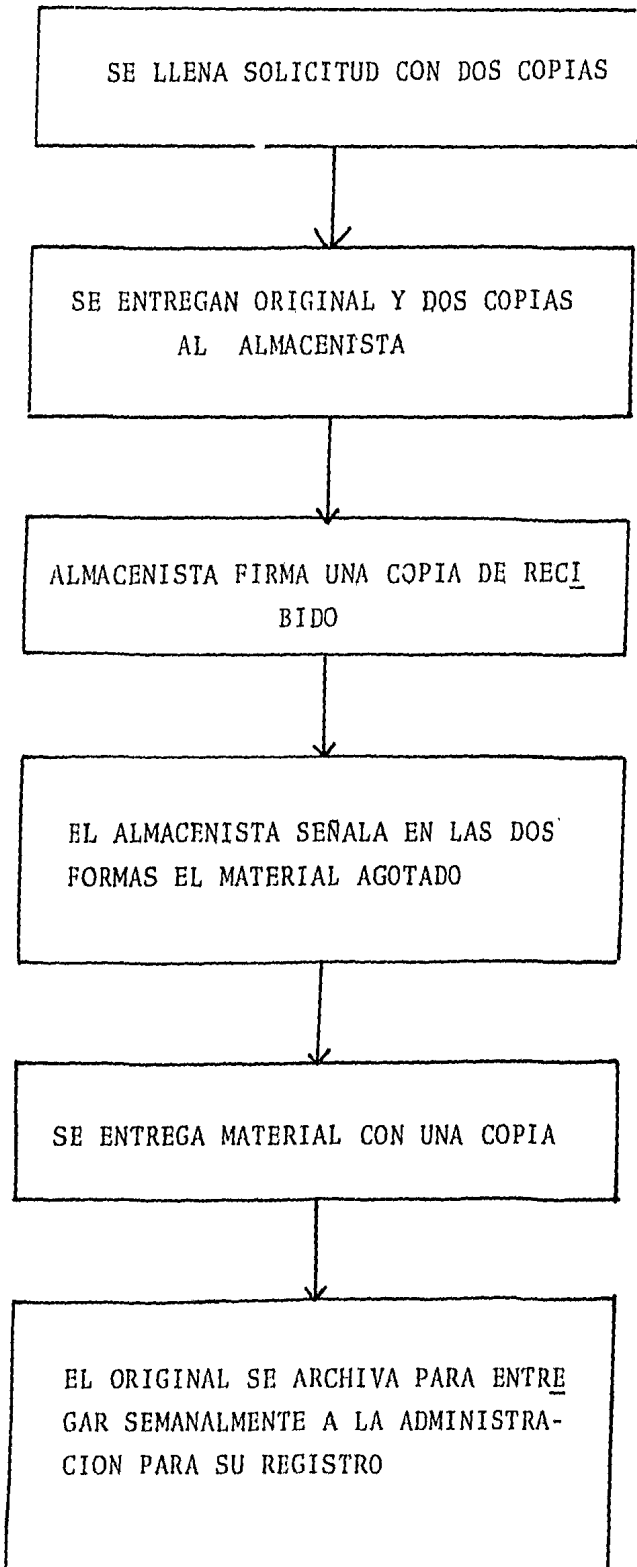 SE LLENA SOLICITUD CON DOS COPIAS
SE ENTREGAN ORIGINAL Y DOS COPIAS
AL ALMACENISTA
ALMACENISTA FIRMA UNA COPIA DE RECI
BIDO
EL ALMACENISTA SEÑALA EN LAS DOS
FORMAS EL MATERIAL AGOTADO
SE ENTREGA MATERIAL CON UNA COPIA
EL ORIGINAL SE ARCHIVA PARA ENTRE
GAR SEMANALMENTE A LA ADMINISTRA-
CION PARA SU REGISTRO